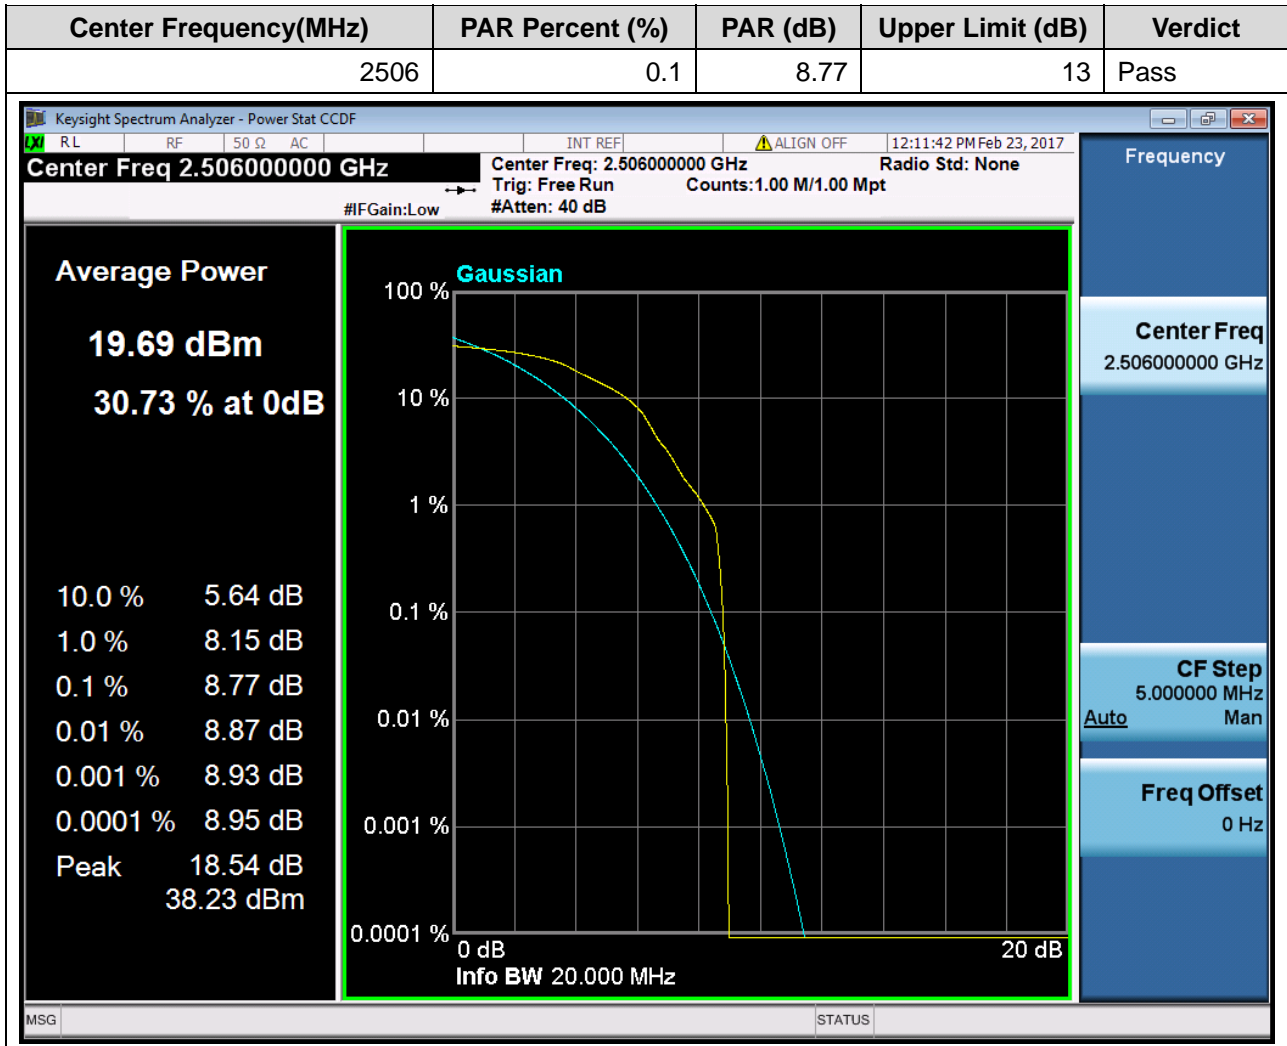 Center Frequency(MHz) PAR Percent (%) PAR (dB) Upper Limit (dB) Verdict
2506 0.1 8.77 13 Pass
Keysight Spectrum Analyzer - Power Stat CCDF
LXI RL RF 50 Ω AC INT REF ALIGN OFF 12:11:42 PM Feb 23, 2017
Center Freq 2.506000000 GHz
Center Freq: 2.506000000 GHz Radio Std: None
Trig: Free Run Counts:1.00 M/1.00 Mpt
#IFGain:Low #Atten: 40 dB
Average Power
19.69 dBm
30.73 % at 0dB
10.0 % 5.64 dB
1.0 % 8.15 dB
0.1 % 8.77 dB
0.01 % 8.87 dB
0.001 % 8.93 dB
0.0001 % 8.95 dB
Peak 18.54 dB
38.23 dBm
Gaussian
100 %
10 %
1 %
0.1 %
0.01 %
0.001 %
0.0001 %
0 dB 20 dB
Info BW 20.000 MHz
Frequency
Center Freq
2.506000000 GHz
CF Step
5.000000 MHz
Auto Man
Freq Offset
0 Hz
MSG STATUS